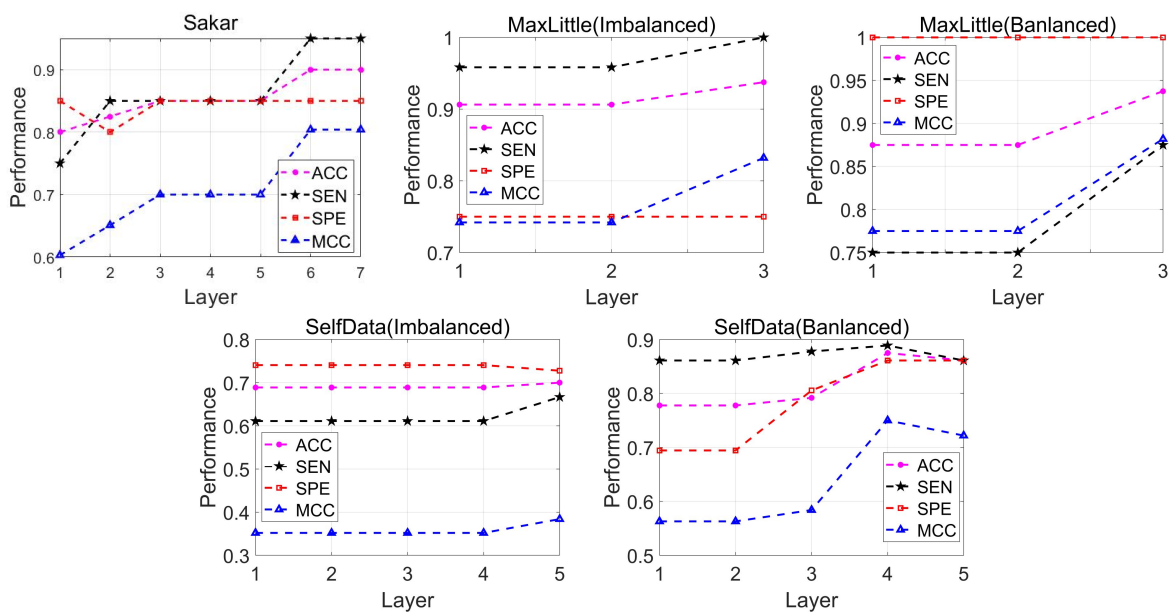 Sakar
Performance
0.9
0.8
0.7
0.6
ACC
SEN
SPE
MCC
1 2 3 4 5 6 7
Layer
MaxLittle(Imbalanced)
Performance
1
0.9
0.8
0.7
ACC
SEN
SPE
MCC
1 2 3
Layer
MaxLittle(Banlanced)
Performance
1
0.95
0.9
0.85
0.8
0.75
ACC
SEN
SPE
MCC
1 2 3
Layer
SelfData(Imbalanced)
Performance
0.8
0.7
0.6
0.5
0.4
0.3
ACC
SEN
SPE
MCC
1 2 3 4 5
Layer
SelfData(Banlanced)
Performance
0.9
0.8
0.7
0.6
0.5
ACC
SEN
SPE
MCC
1 2 3 4 5
Layer